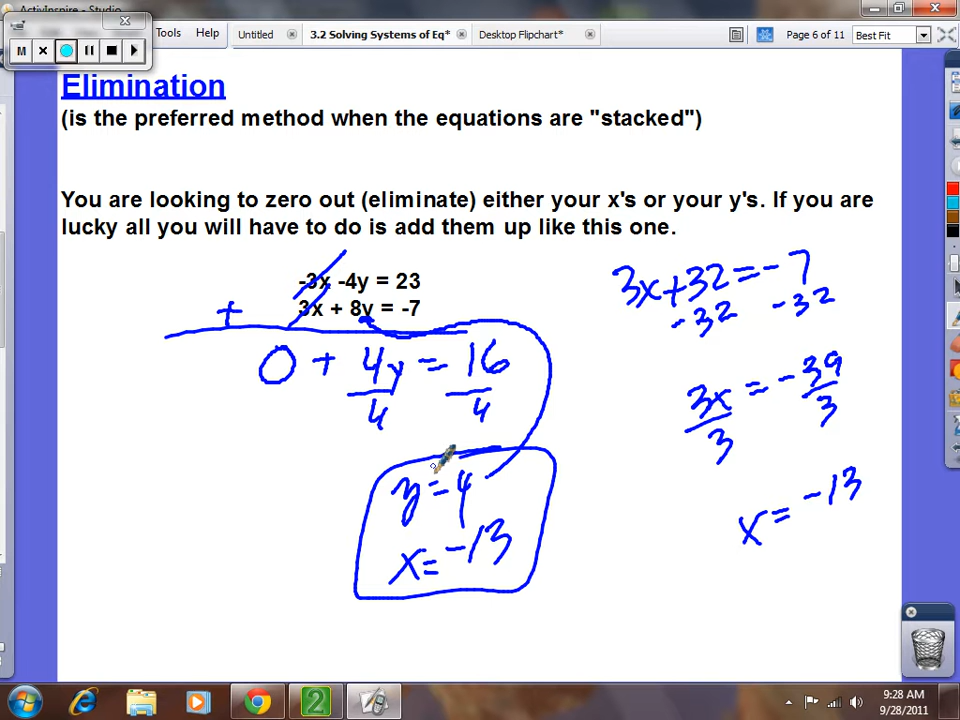 ActivInspire - Studio
M
Tools Help Untitled 3.2 Solving Systems of Eq* Desktop Flipchart* Page 6 of 11 Best Fit
Elimination
(is the preferred method when the equations are "stacked")
You are looking to zero out (eliminate) either your x's or your y's. If you are
lucky all you will have to do is add them up like this one.
-3x -4y = 23
3x + 8y = -7
+
0 + 4y = 16
4 4
y = 4
x = -13
3x + 32 = -7
-32 -32
3x = -39
3 3
x = -13
2
9:28 AM
9/28/2011